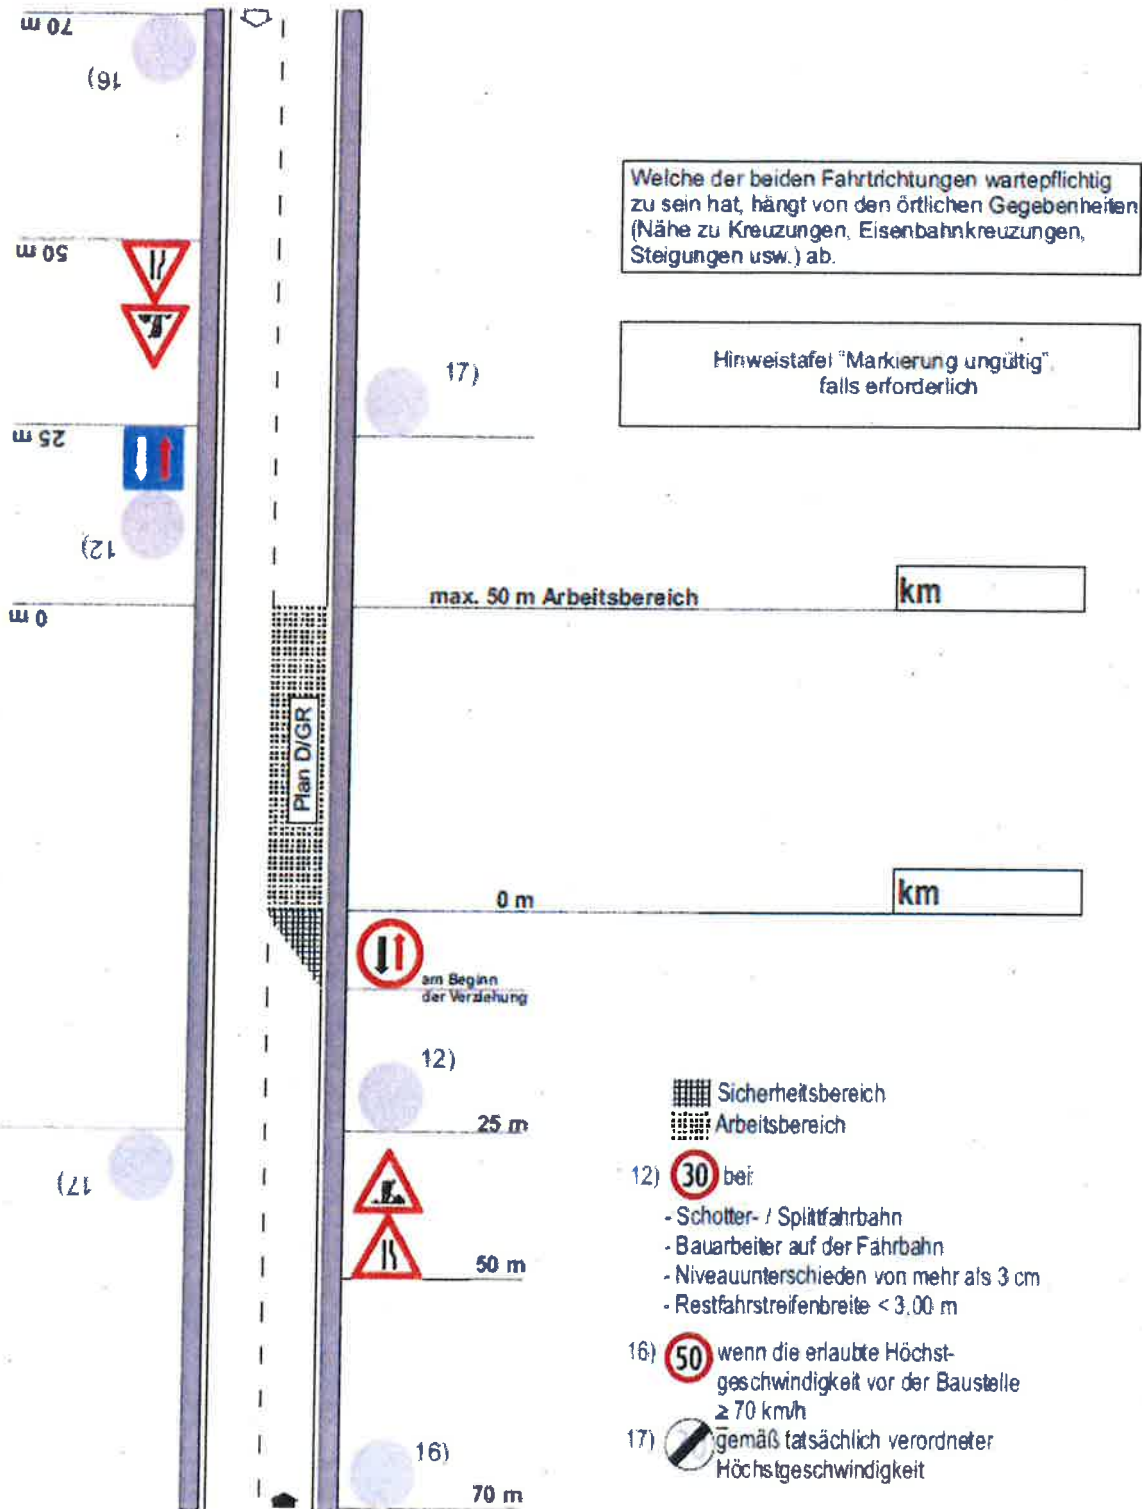 70 m
16)
50 m
25 m
12)
0 m
17)
Welche der beiden Fahrtrichtungen wartepflichtig
zu sein hat, hängt von den örtlichen Gegebenheiten
(Nähe zu Kreuzungen, Eisenbahnkreuzungen,
Steigungen usw.) ab.
Hinweistafel "Markierung ungültig"
falls erforderlich
17)
max. 50 m Arbeitsbereich
km
Plan D/GR
0 m
km
am Beginn
der Verziehung
12)
25 m
50 m
16)
70 m
Sicherheitsbereich
Arbeitsbereich
12) 30 bei:
- Schotter- / Splittfahrbahn
- Bauarbeiter auf der Fahrbahn
- Niveauunterschieden von mehr als 3 cm
- Restfahrstreifenbreite < 3,00 m
16) 50 wenn die erlaubte Höchst-
geschwindigkeit vor der Baustelle
≥ 70 km/h
17) gemäß tatsächlich verordneter
Höchstgeschwindigkeit